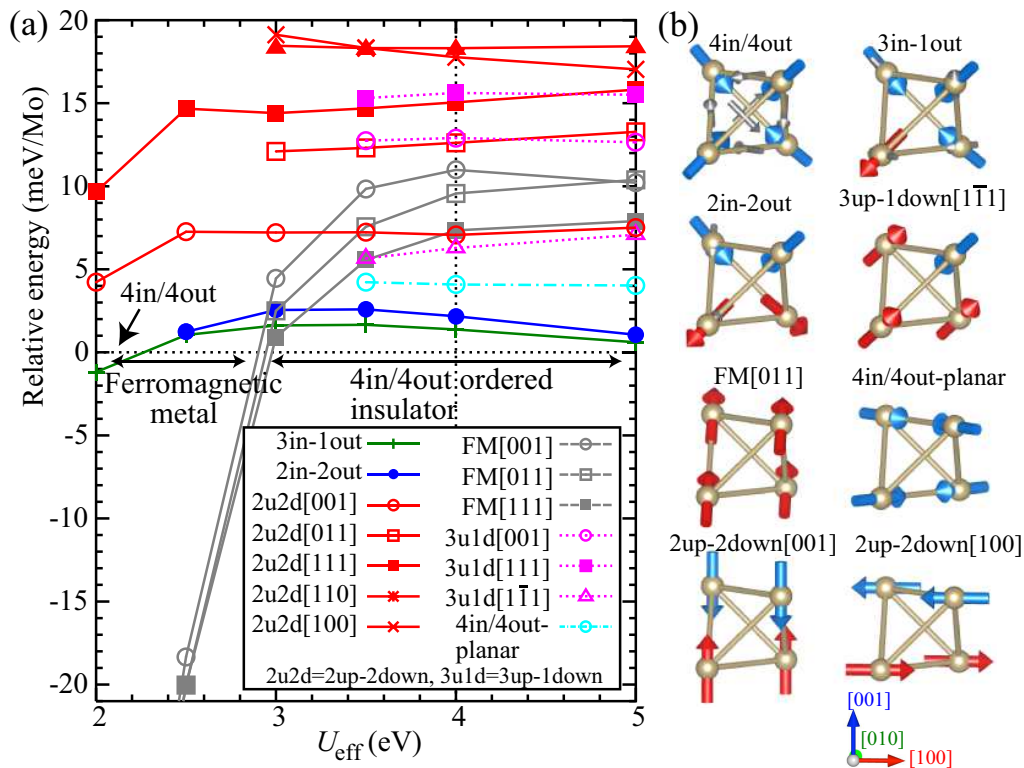 (a)
Relative energy (meV/Mo)
20
15
10
5
0
-5
-10
-15
-20
4in/4out
Ferromagnetic
metal
4in/4out ordered
insulator
3in-1out
2in-2out
2u2d[001]
2u2d[011]
2u2d[111]
2u2d[110]
2u2d[100]
FM[001]
FM[011]
FM[111]
3u1d[001]
3u1d[111]
3u1d[11̅1]
4in/4out-
planar
2u2d=2up-2down, 3u1d=3up-1down
2 3 4 5
Ueff (eV)
(b)
4in/4out 3in-1out
2in-2out 3up-1down[11̅1]
FM[011] 4in/4out-planar
2up-2down[001] 2up-2down[100]
[001]
[010]
[100]